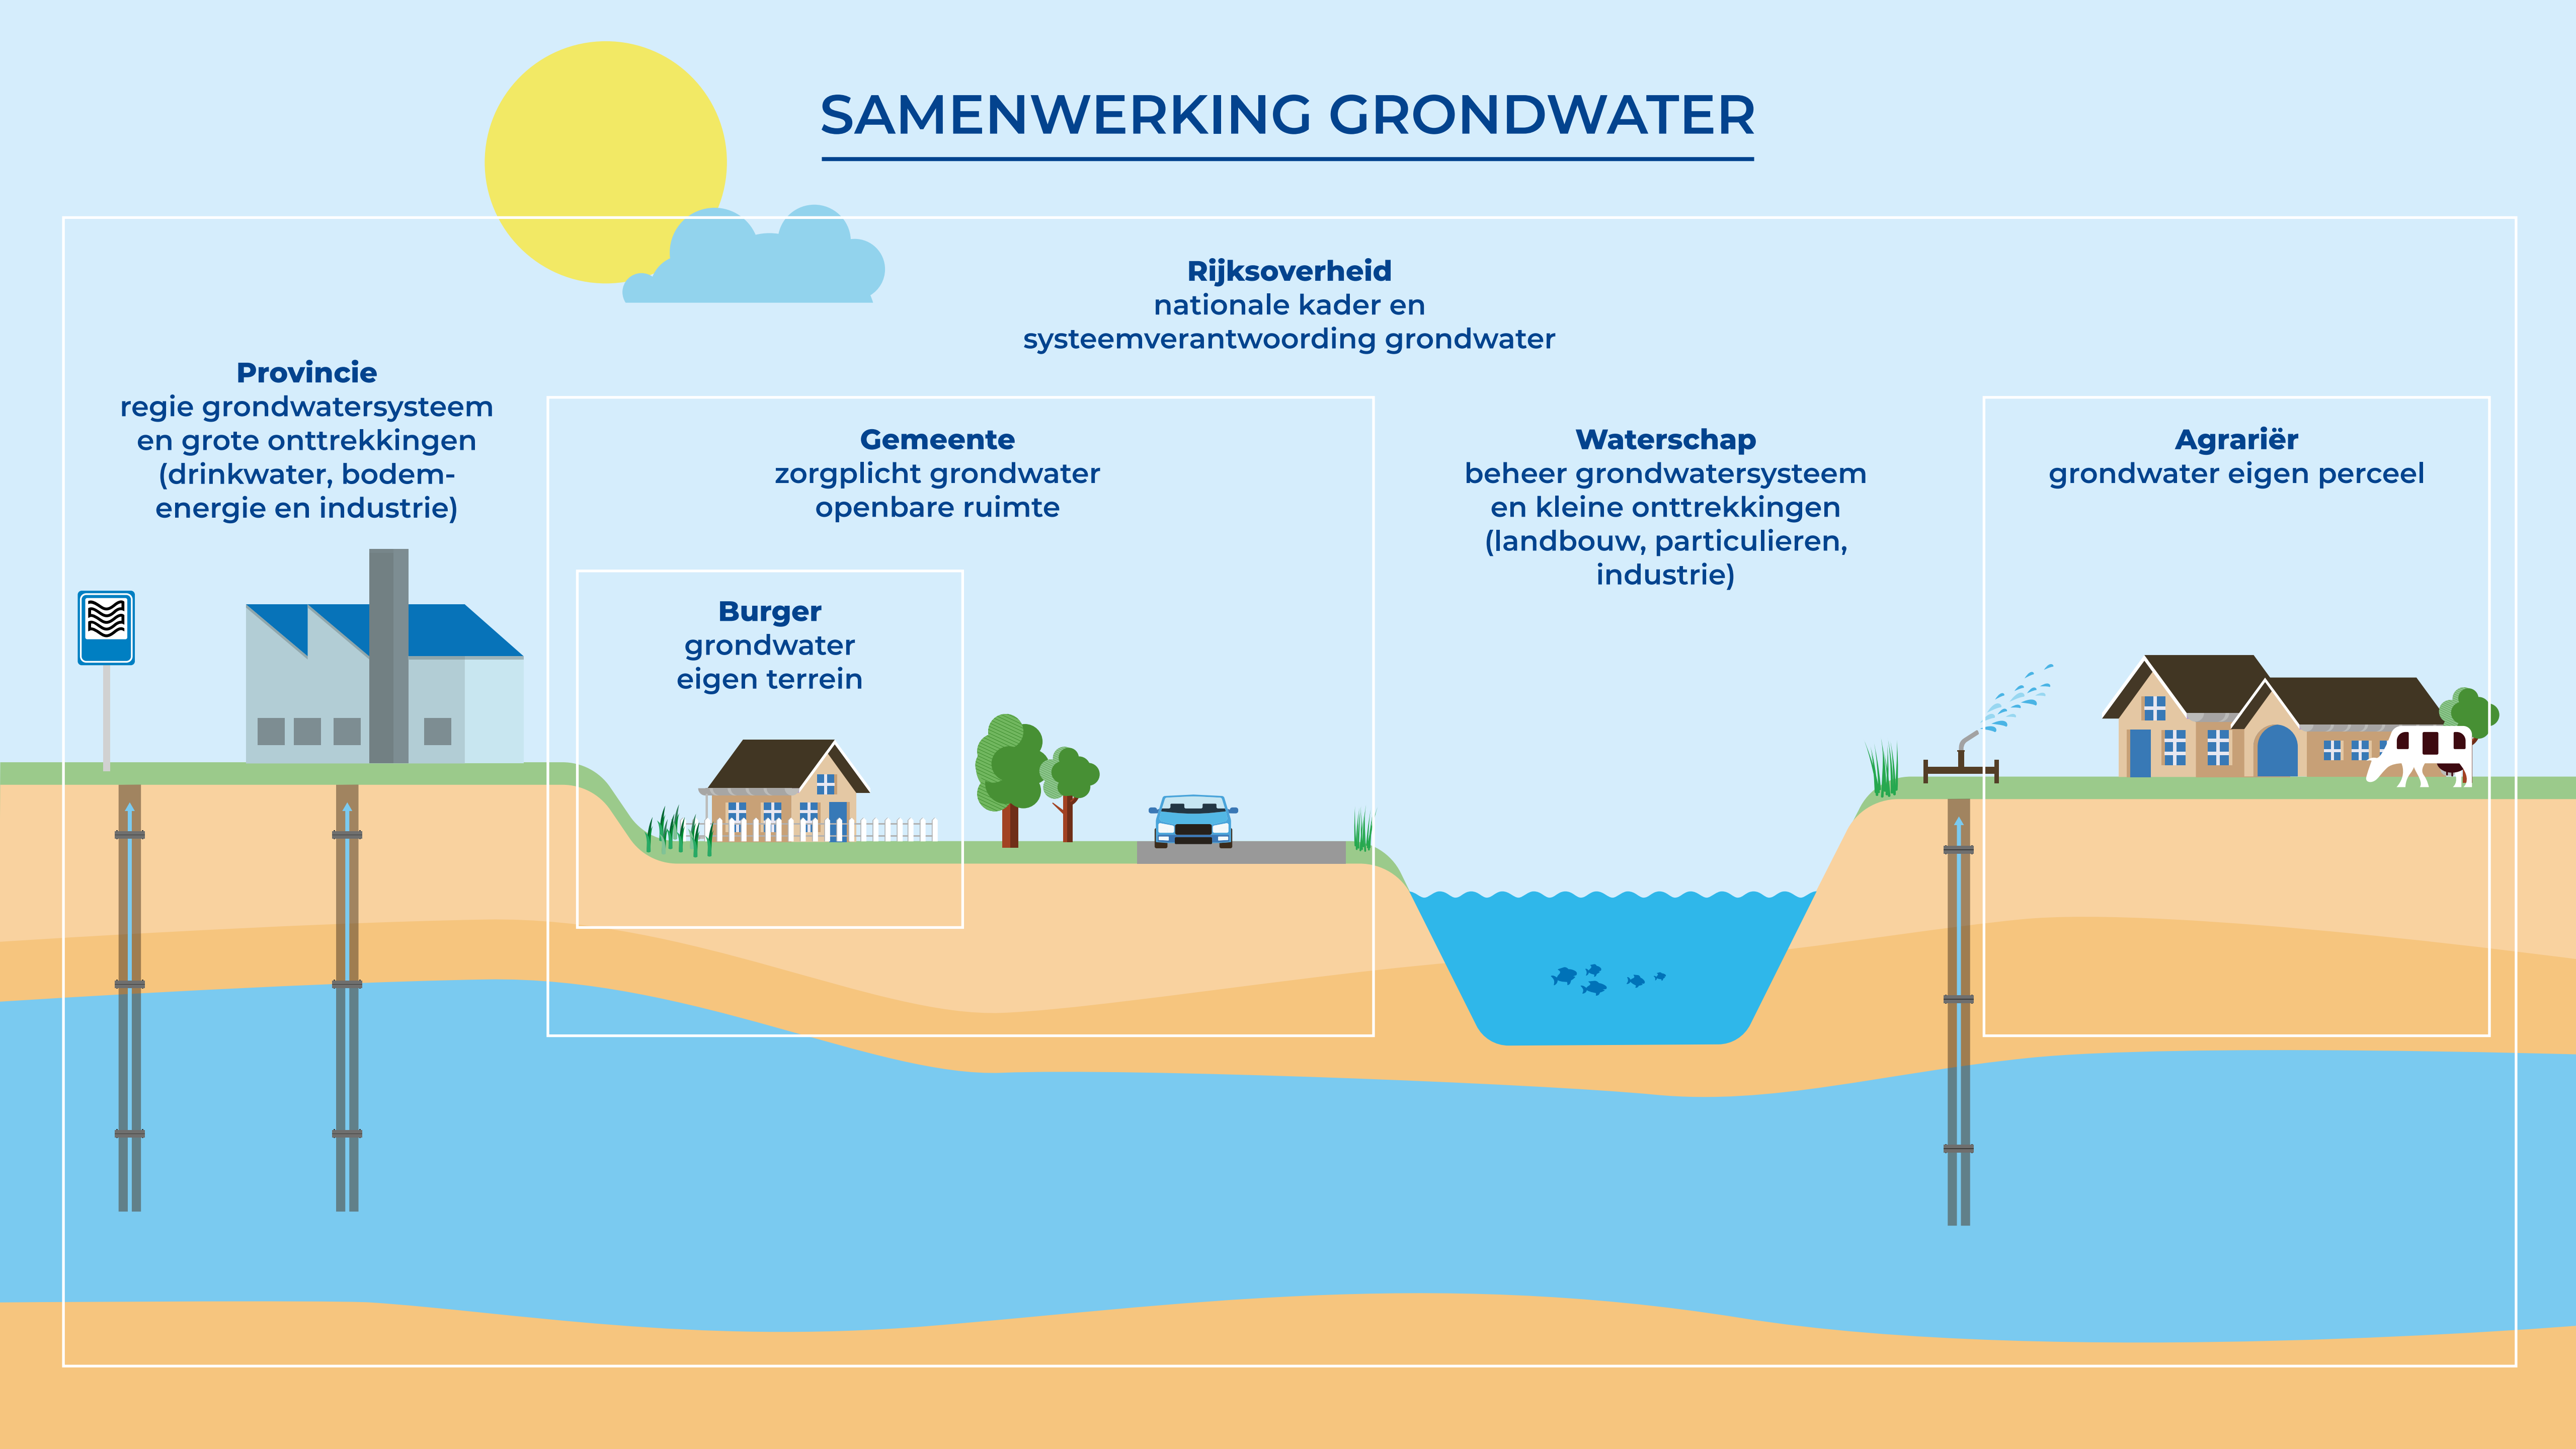 SAMENWERKING GRONDWATER
Rijksoverheid
nationale kader en
systeemverantwoording grondwater
Provincie
regie grondwatersysteem
en grote onttrekkingen
(drinkwater, bodem-
energie en industrie)
Gemeente
zorgplicht grondwater
openbare ruimte
Burger
grondwater
eigen terrein
Waterschap
beheer grondwatersysteem
en kleine onttrekkingen
(landbouw, particulieren,
industrie)
Agrariër
grondwater eigen perceel